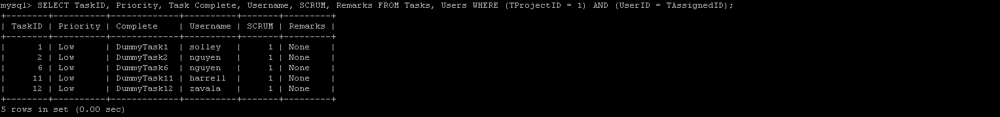 mysql> SELECT TaskID, Priority, Task Complete, Username, SCRUM, Remarks FROM Tasks, Users WHERE (TProjectID = 1) AND (UserID = TAssignedID);
+--------+----------+-------------+----------+-------+---------+
| TaskID | Priority | Complete    | Username | SCRUM | Remarks |
+--------+----------+-------------+----------+-------+---------+
|      1 | Low      | DummyTask1  | solley   |     1 | None    |
|      2 | Low      | DummyTask2  | nguyen   |     1 | None    |
|      6 | Low      | DummyTask6  | nguyen   |     1 | None    |
|     11 | Low      | DummyTask11 | harrell  |     1 | None    |
|     12 | Low      | DummyTask12 | zavala   |     1 | None    |
+--------+----------+-------------+----------+-------+---------+
5 rows in set (0.00 sec)